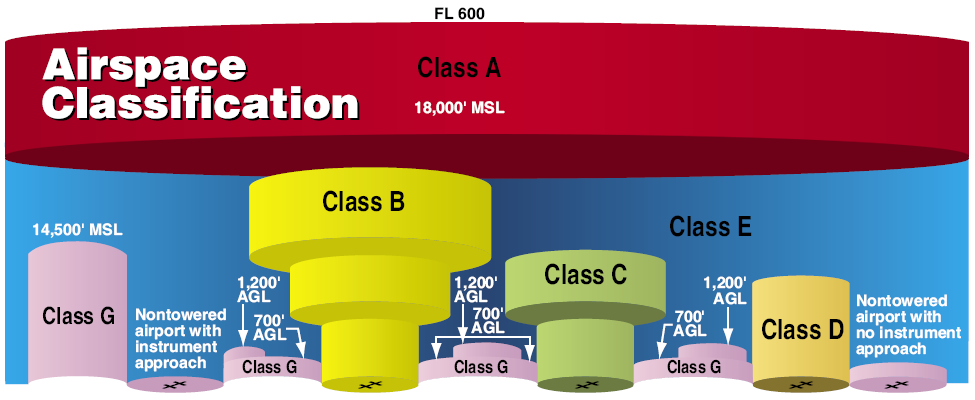 FL 600
Airspace
Classification
Class A
18,000' MSL
Class B
Class E
14,500' MSL
Class C
1,200'
AGL
1,200'
AGL
1,200'
AGL
Class G
Nontowered
airport with
instrument
approach
700'
AGL
700'
AGL
700'
AGL
Class D
Nontowered
airport with
no instrument
approach
Class G
Class G
Class G